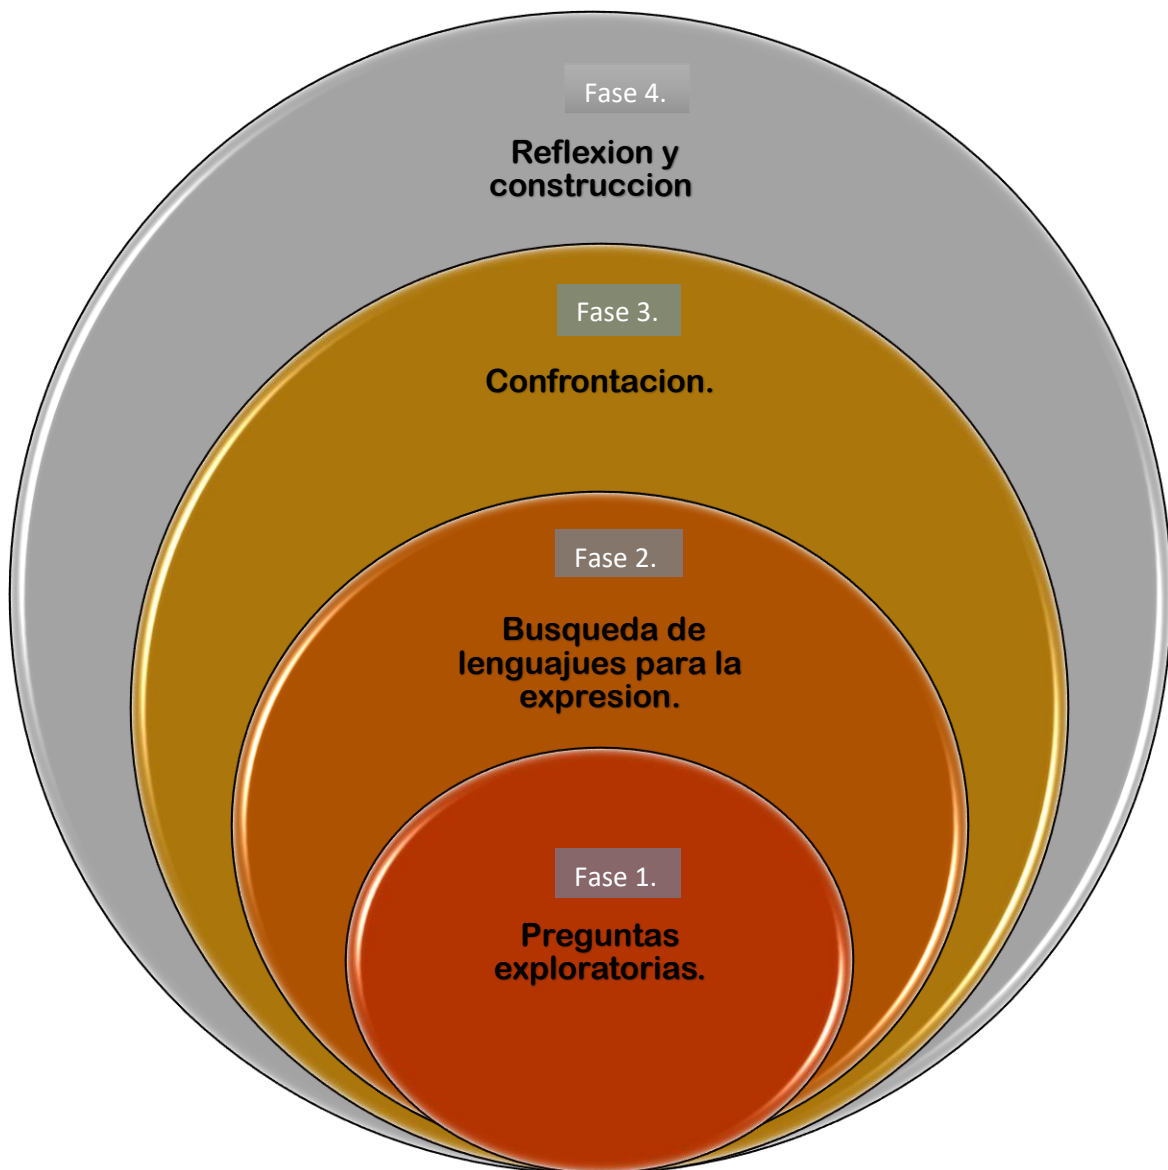 Fase 4.
Reflexion y
construccion
Fase 3.
Confrontacion.
Fase 2.
Busqueda de
lenguajues para la
expresion.
Fase 1.
Preguntas
exploratorias.